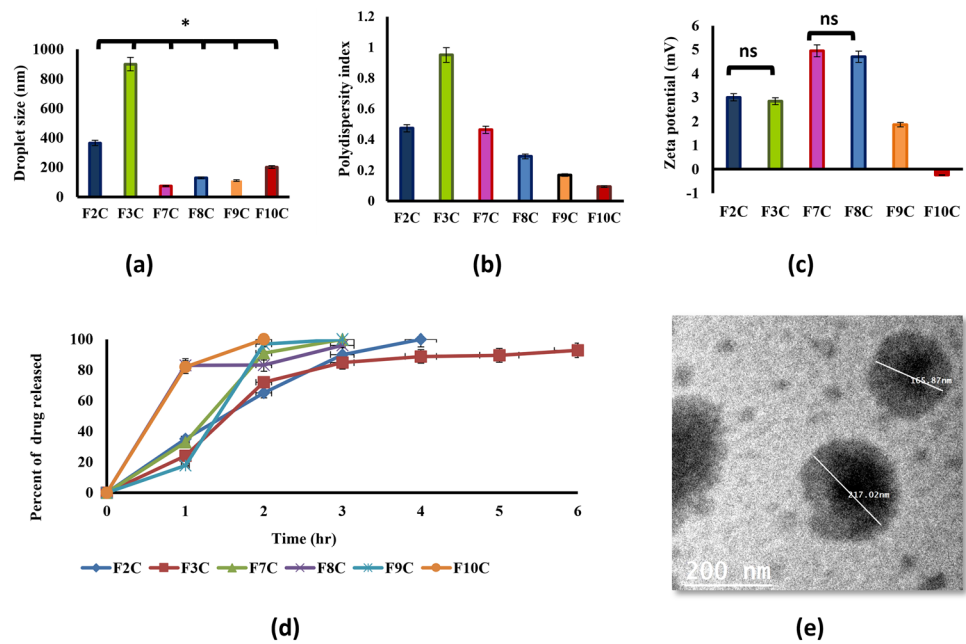 *
Droplet size (nm)
1000
800
600
400
200
0
F2C F3C F7C F8C F9C F10C
(a)
Polydispersity index
1.2
1
0.8
0.6
0.4
0.2
0
F2C F3C F7C F8C F9C F10C
(b)
ns
ns
Zeta potential (mV)
6
5
4
3
2
1
0
-1
F2C F3C F7C F8C F9C F10C
(c)
Percent of drug released
100
80
60
40
20
0
0 1 2 3 4 5 6
Time (hr)
F2C F3C F7C F8C F9C F10C
(d)
165.87nm
217.02nm
200 nm
(e)